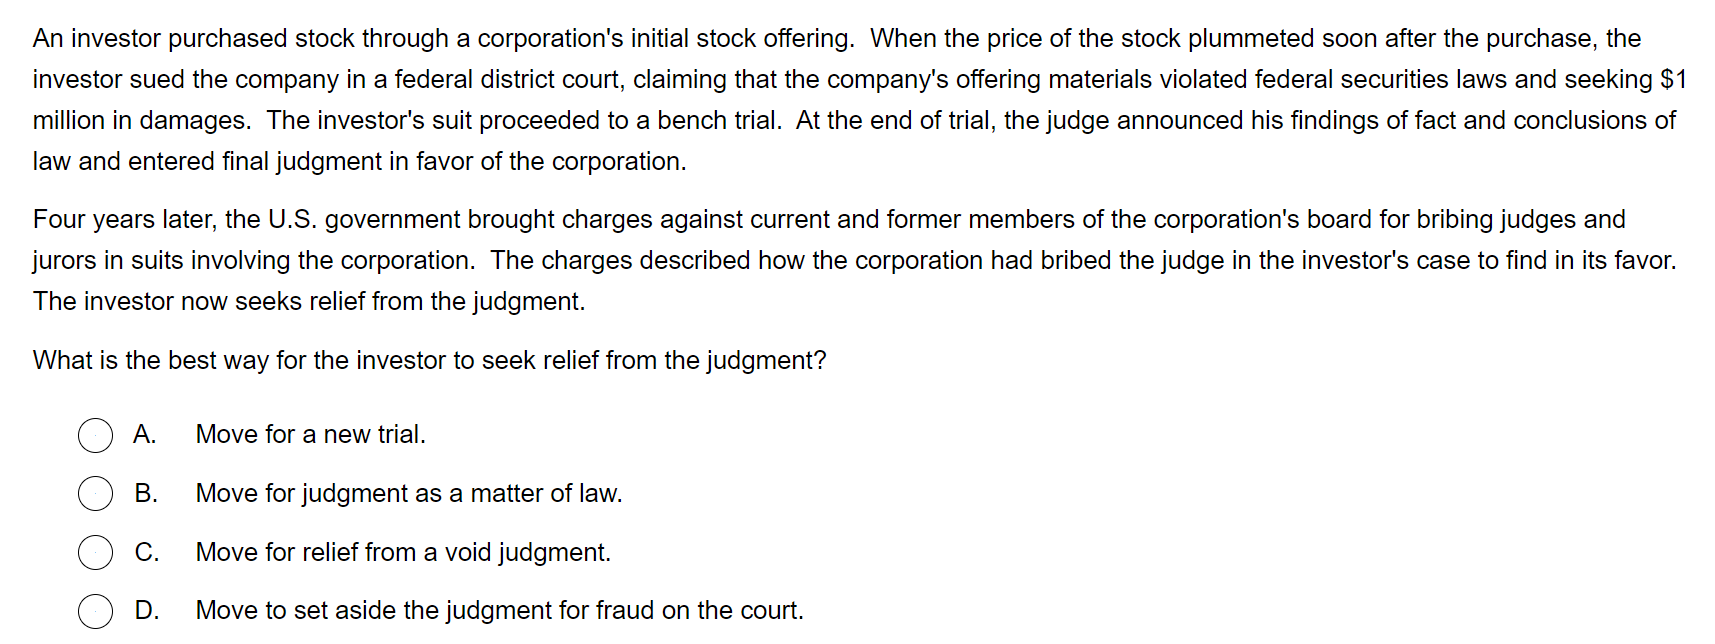 An investor purchased stock through a corporation's initial stock offering.  When the price of the stock plummeted soon after the purchase, the
investor sued the company in a federal district court, claiming that the company's offering materials violated federal securities laws and seeking $1
million in damages.  The investor's suit proceeded to a bench trial.  At the end of trial, the judge announced his findings of fact and conclusions of
law and entered final judgment in favor of the corporation.
Four years later, the U.S. government brought charges against current and former members of the corporation's board for bribing judges and
jurors in suits involving the corporation.  The charges described how the corporation had bribed the judge in the investor's case to find in its favor.
The investor now seeks relief from the judgment.
What is the best way for the investor to seek relief from the judgment?
A. Move for a new trial.
B. Move for judgment as a matter of law.
C. Move for relief from a void judgment.
D. Move to set aside the judgment for fraud on the court.